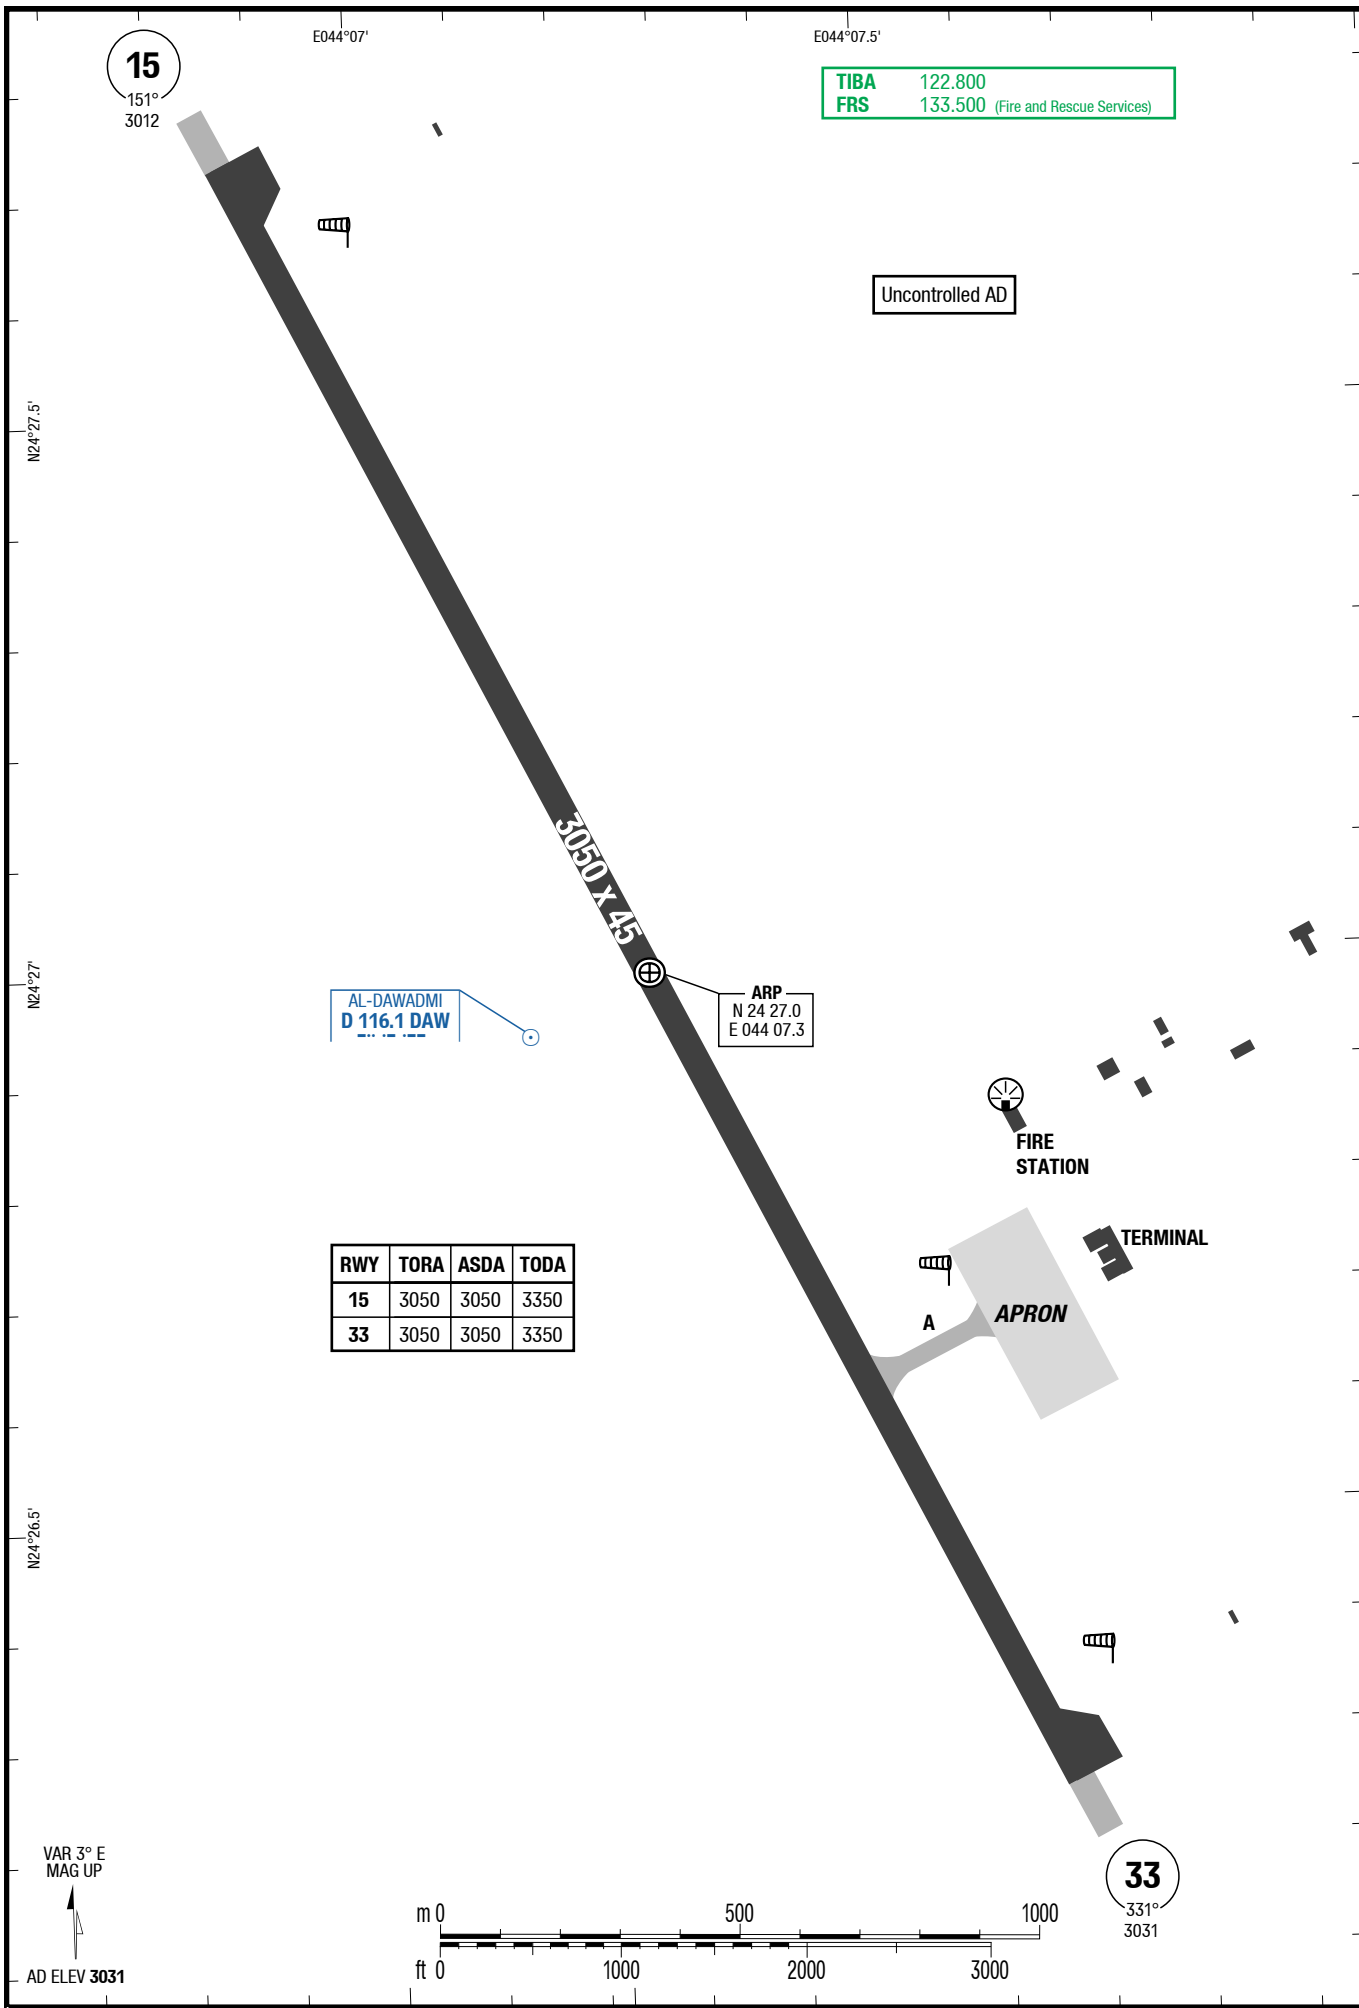 E044°07'
E044°07.5'
15
151°
3012
TIBA 122.800
FRS 133.500 (Fire and Rescue Services)
Uncontrolled AD
N24°27.5'
3050 x 45
N24°27'
AL-DAWADMI
D 116.1 DAW
ARP
N 24 27.0
E 044 07.3
FIRE
STATION
TERMINAL
RWY TORA ASDA TODA
15 3050 3050 3350
33 3050 3050 3350
A
APRON
N24°26.5'
VAR 3° E
MAG UP
AD ELEV 3031
33
331°
3031
m 0 500 1000
ft 0 1000 2000 3000